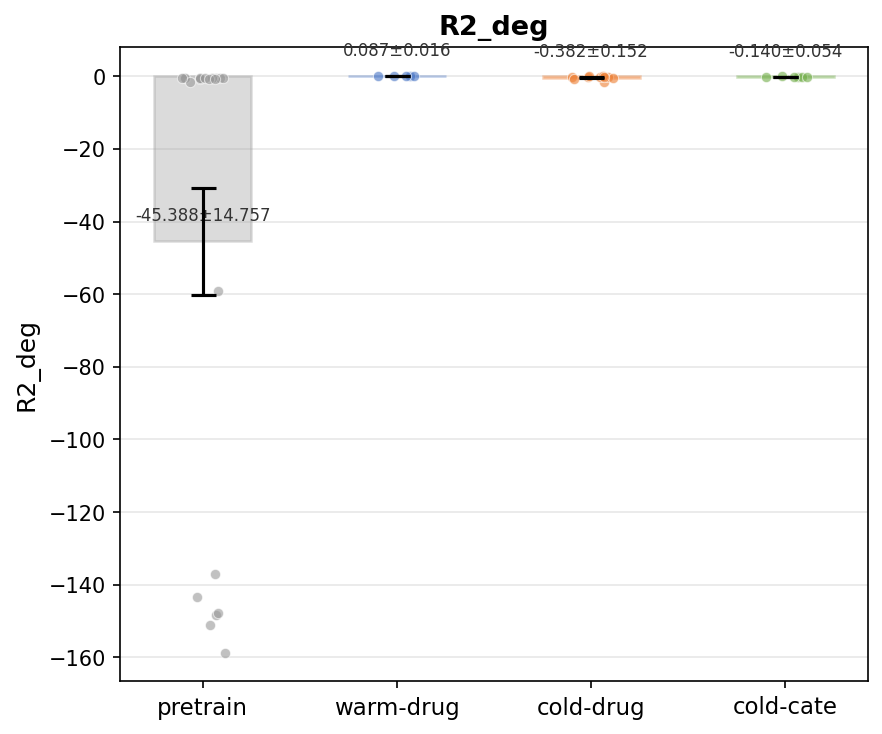 R2_deg
0.087±0.016
-0.382±0.152
-0.140±0.054
-45.388±14.757
R2_deg
0
−20
−40
−60
−80
−100
−120
−140
−160
pretrain
warm-drug
cold-drug
cold-cate